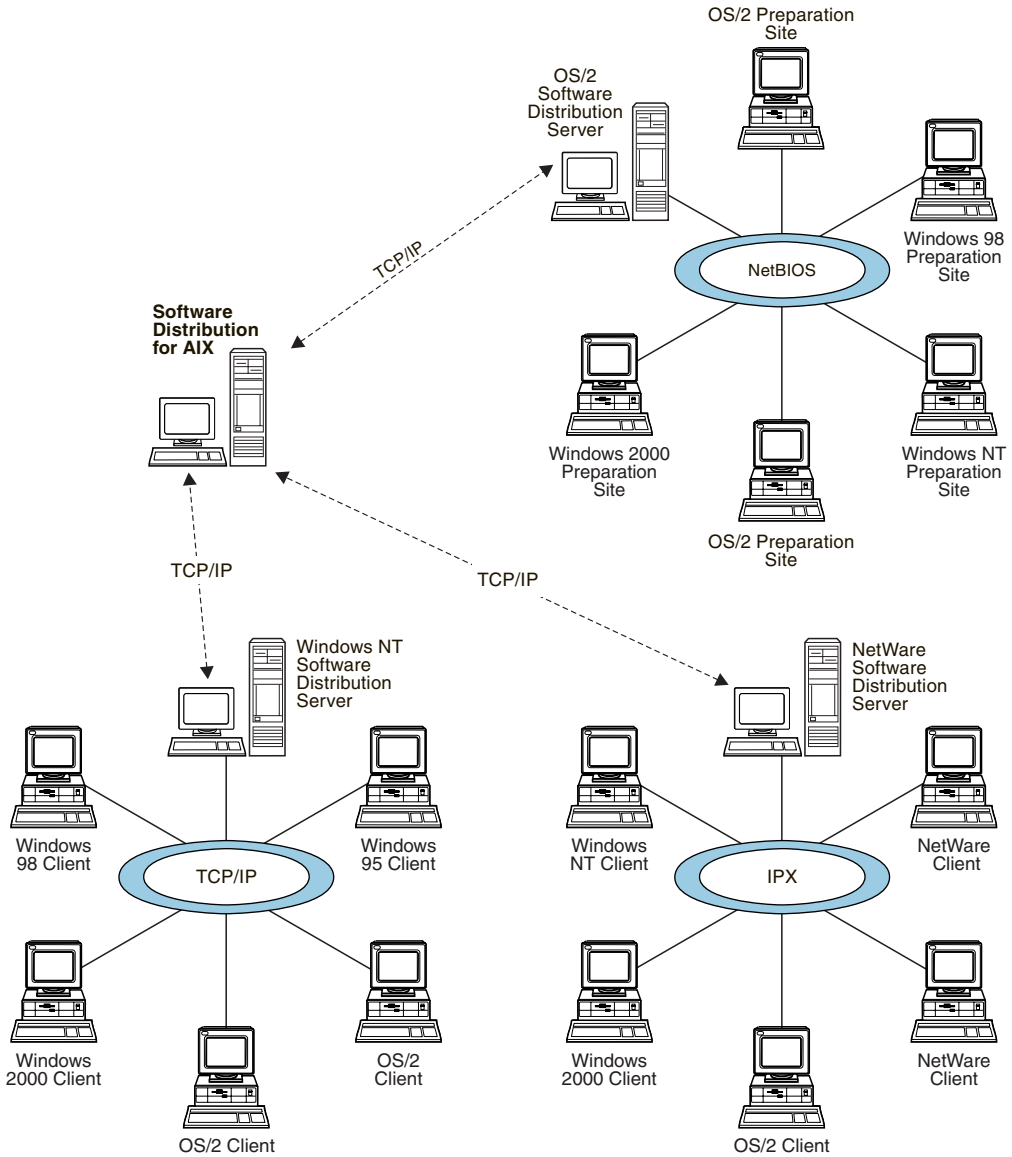 OS/2 Preparation
Site
OS/2
Software
Distribution
Server
TCP/IP
Windows 98
Preparation
Site
NetBIOS
Software
Distribution
for AIX
Windows 2000
Preparation
Site
Windows NT
Preparation
Site
OS/2 Preparation
Site
TCP/IP
TCP/IP
Windows NT
Software
Distribution
Server
NetWare
Software
Distribution
Server
Windows
98 Client
Windows
95 Client
Windows
NT Client
NetWare
Client
TCP/IP
IPX
Windows
2000 Client
OS/2
Client
Windows
2000 Client
NetWare
Client
OS/2 Client
OS/2 Client